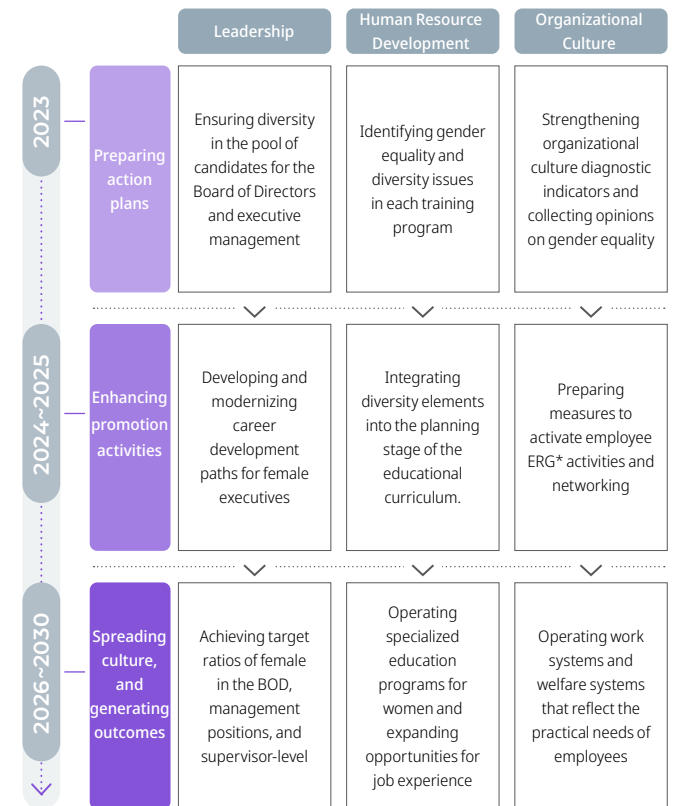 Leadership
Human Resource
Development
Organizational
Culture
2023
Preparing
action
plans
Ensuring diversity
in the pool of
candidates for the
Board of Directors
and executive
management
Identifying gender
equality and
diversity issues
in each training
program
Strengthening
organizational
culture diagnostic
indicators and
collecting opinions
on gender equality
2024~2025
Enhancing
promotion
activities
Developing and
modernizing
career
development
paths for female
executives
Integrating
diversity elements
into the planning
stage of the
educational
curriculum.
Preparing
measures to
activate employee
ERG* activities and
networking
2026~2030
Spreading
culture,
and
generating
outcomes
Achieving target
ratios of female
in the BOD,
management
positions, and
supervisor-level
Operating
specialized
education
programs for
women and
expanding
opportunities for
job experience
Operating work
systems and
welfare systems
that reflect the
practical needs of
employees